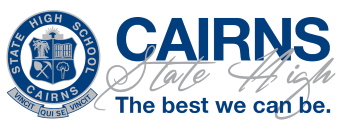 STATE HIGH SCHOOL
CAIRNS
VINCIT QUI SE VINCIT
CAIRNS
State High
The best we can be.